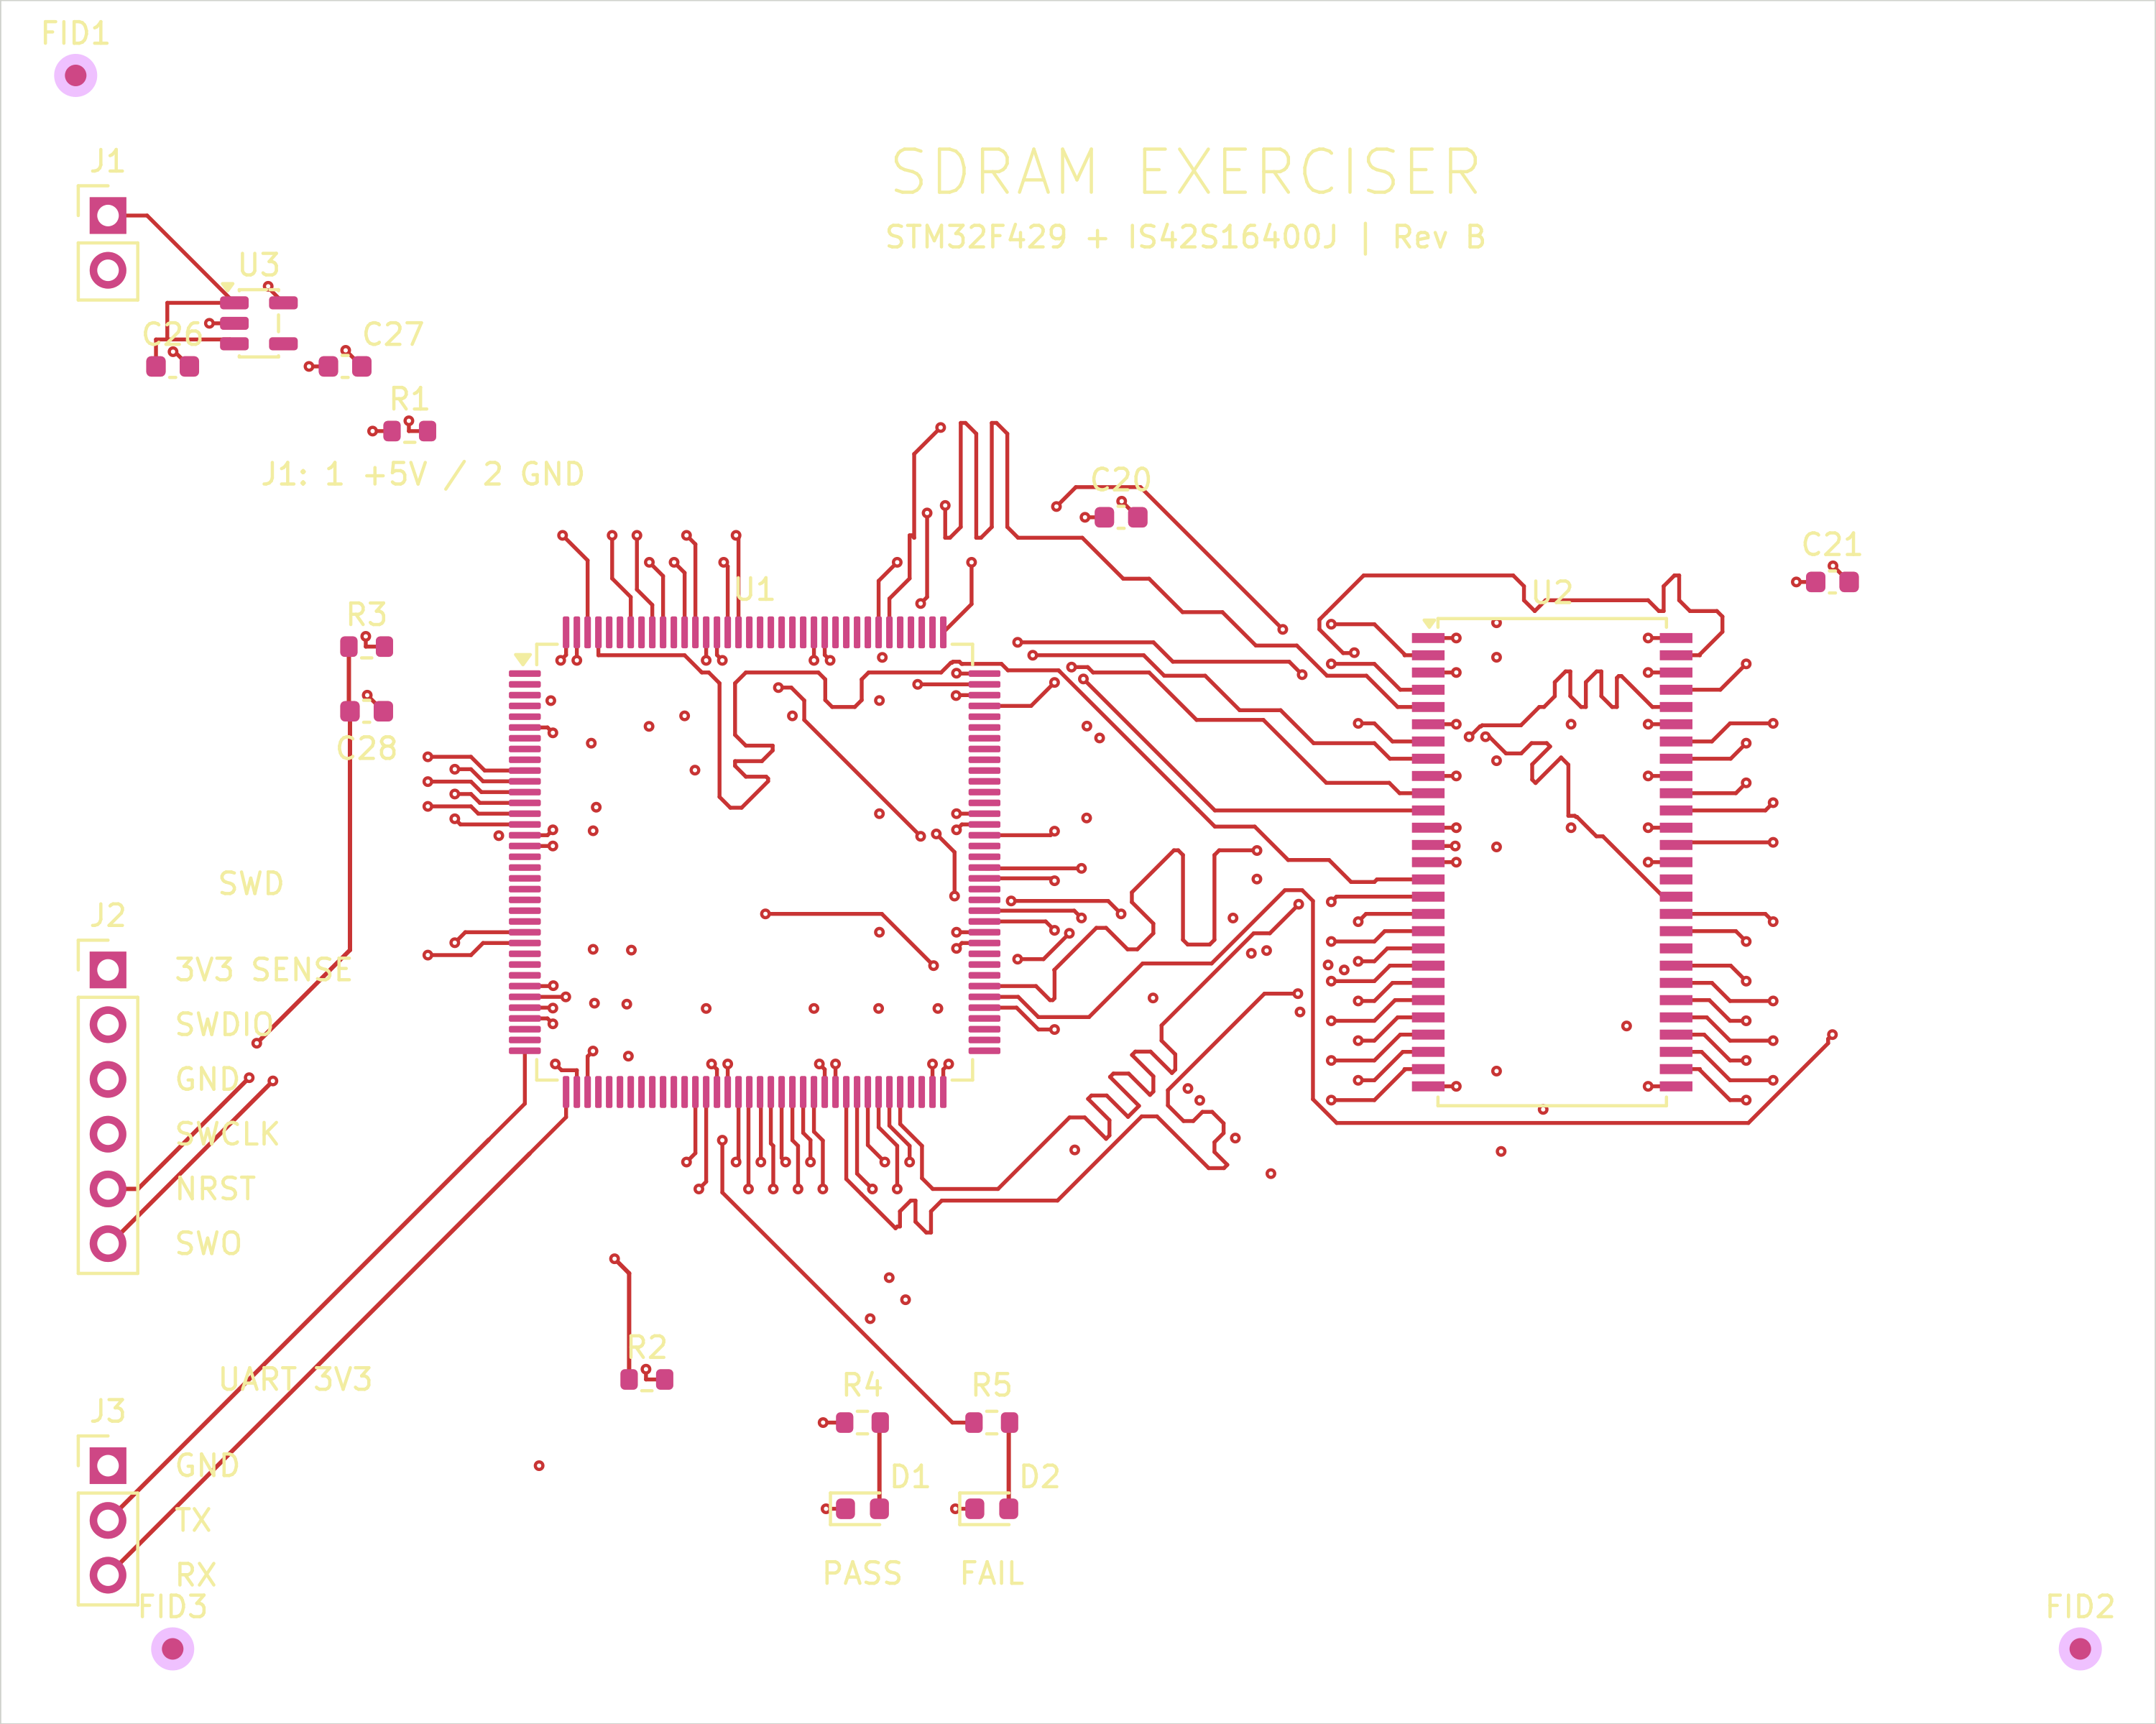 FID1
J1
SDRAM EXERCISER
STM32F429 + IS42S16400J | Rev B
U3
C26
C27
R1
J1: 1 +5V / 2 GND
C20
C21
U1
U2
R3
C28
SWD
J2
3V3 SENSE
SWDIO
GND
SWCLK
NRST
SWO
R2
UART 3V3
R4
R5
J3
GND
D1
D2
TX
RX
PASS
FAIL
FID3
FID2